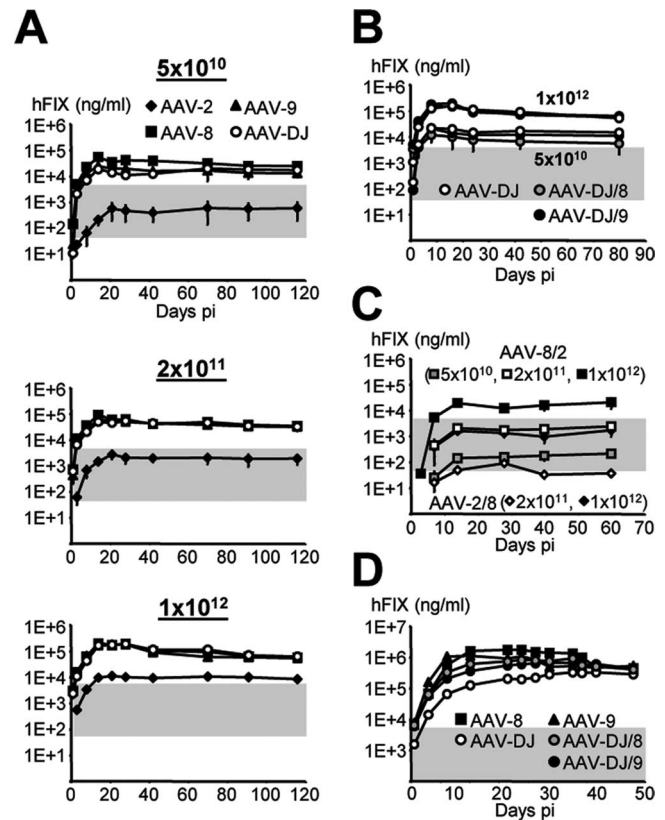 A
5x10¹⁰
hFIX (ng/ml)
◆AAV-2 ▲AAV-9
■AAV-8 ○AAV-DJ
1E+6
1E+5
1E+4
1E+3
1E+2
1E+1
0 20 40 60 80 100 120
Days pi
2x10¹¹
1E+6
1E+5
1E+4
1E+3
1E+2
1E+1
0 20 40 60 80 100 120
1x10¹²
1E+6
1E+5
1E+4
1E+3
1E+2
1E+1
0 20 40 60 80 100 120
Days pi
B
hFIX (ng/ml)
1E+6
1E+5
1E+4
1E+3
1E+2
1E+1
1x10¹²
5x10¹⁰
AAV-DJ AAV-DJ/8
AAV-DJ/9
0 10 20 30 40 50 60 70 80 90
Days pi
C
hFIX (ng/ml)
AAV-8/2
(5x10¹⁰, 2x10¹¹, 1x10¹²)
1E+6
1E+5
1E+4
1E+3
1E+2
1E+1
AAV-2/8 (2x10¹¹, 1x10¹²)
0 10 20 30 40 50 60 70
Days pi
D
hFIX (ng/ml)
1E+7
1E+6
1E+5
1E+4
1E+3
AAV-8 AAV-9
AAV-DJ AAV-DJ/8
AAV-DJ/9
0 10 20 30 40 50
Days pi